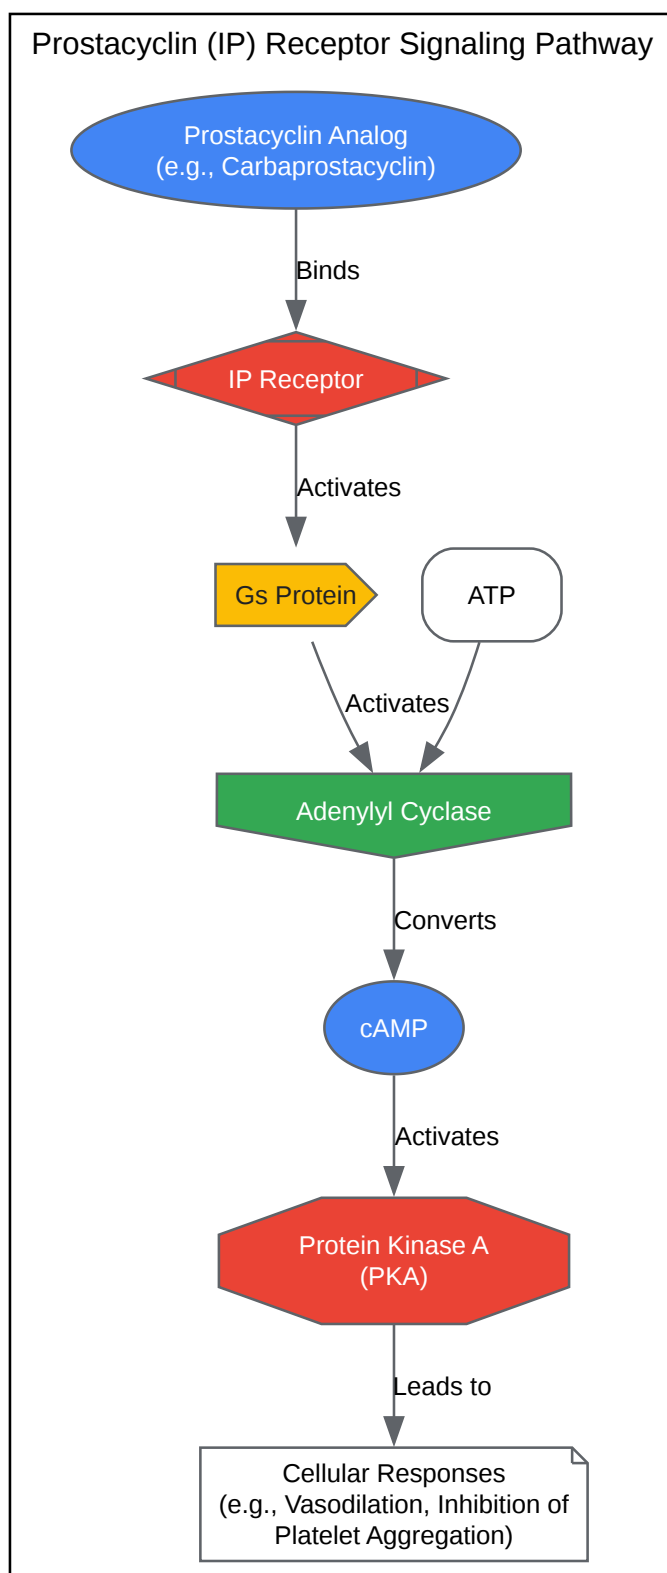 Prostacyclin (IP) Receptor Signaling Pathway
Prostacyclin Analog
(e.g., Carbaprostacyclin)
Binds
IP Receptor
Activates
Gs Protein
ATP
Activates
Adenylyl Cyclase
Converts
cAMP
Activates
Protein Kinase A
(PKA)
Leads to
Cellular Responses
(e.g., Vasodilation, Inhibition of
Platelet Aggregation)